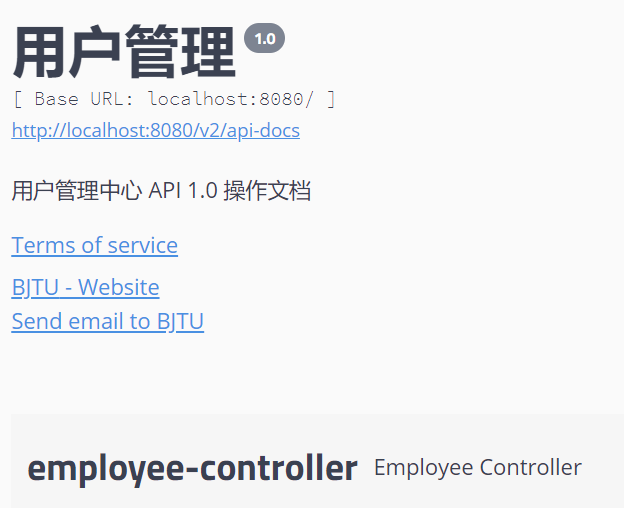 用户管理 1.0
[ Base URL: localhost:8080/ ]
http://localhost:8080/v2/api-docs
用户管理中心 API 1.0 操作文档
Terms of service
BJTU - Website
Send email to BJTU
employee-controller Employee Controller